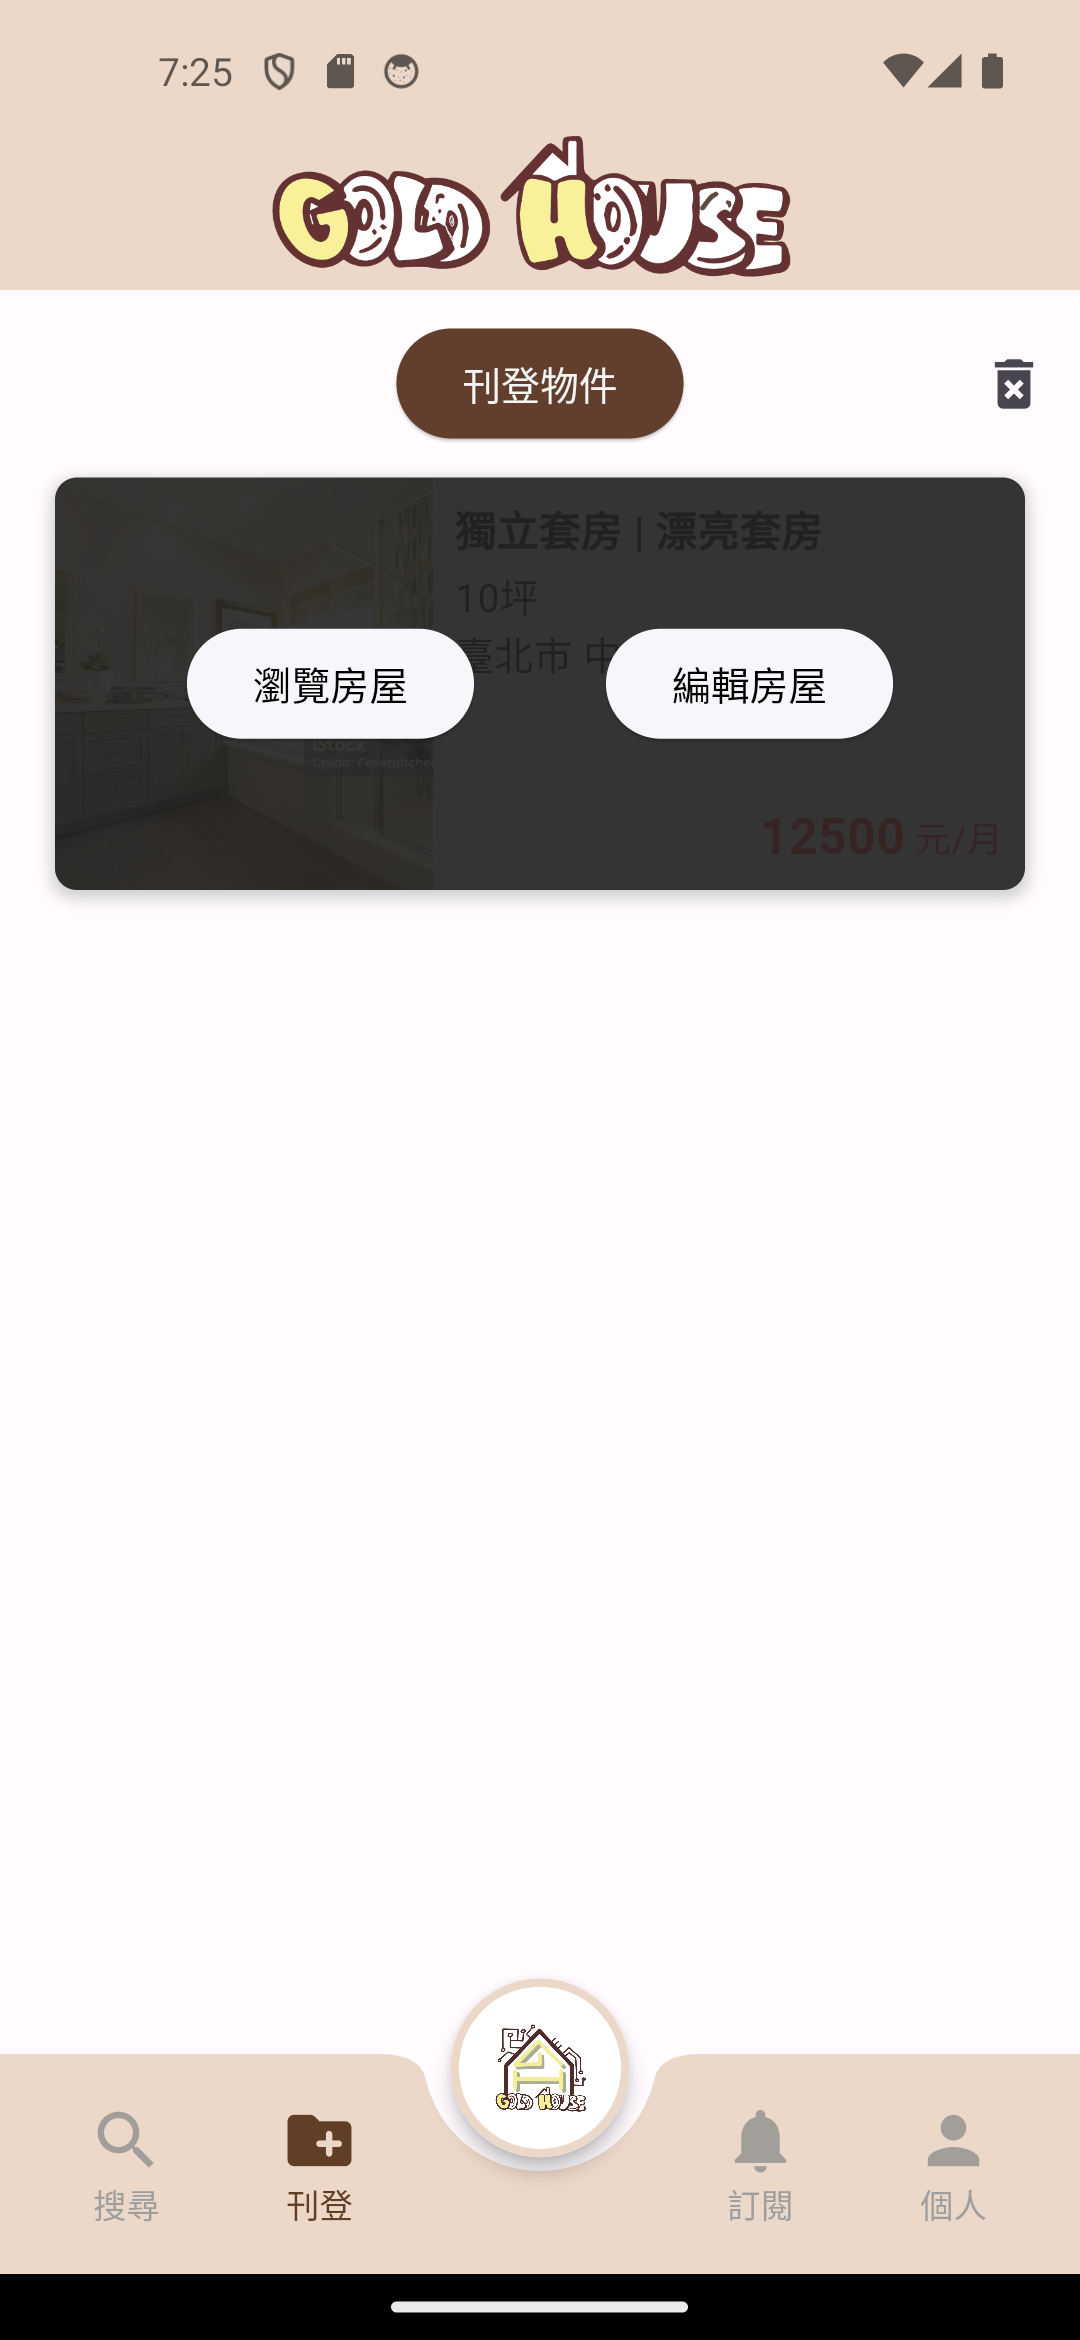 7:25
GOLD HOUSE
刊登物件
獨立套房 | 漂亮套房
10坪
臺北市 中
瀏覽房屋
編輯房屋
iStock
Credit: Feverpitcher
12500 元/月
GOLD HOUSE
搜尋
刊登
訂閱
個人